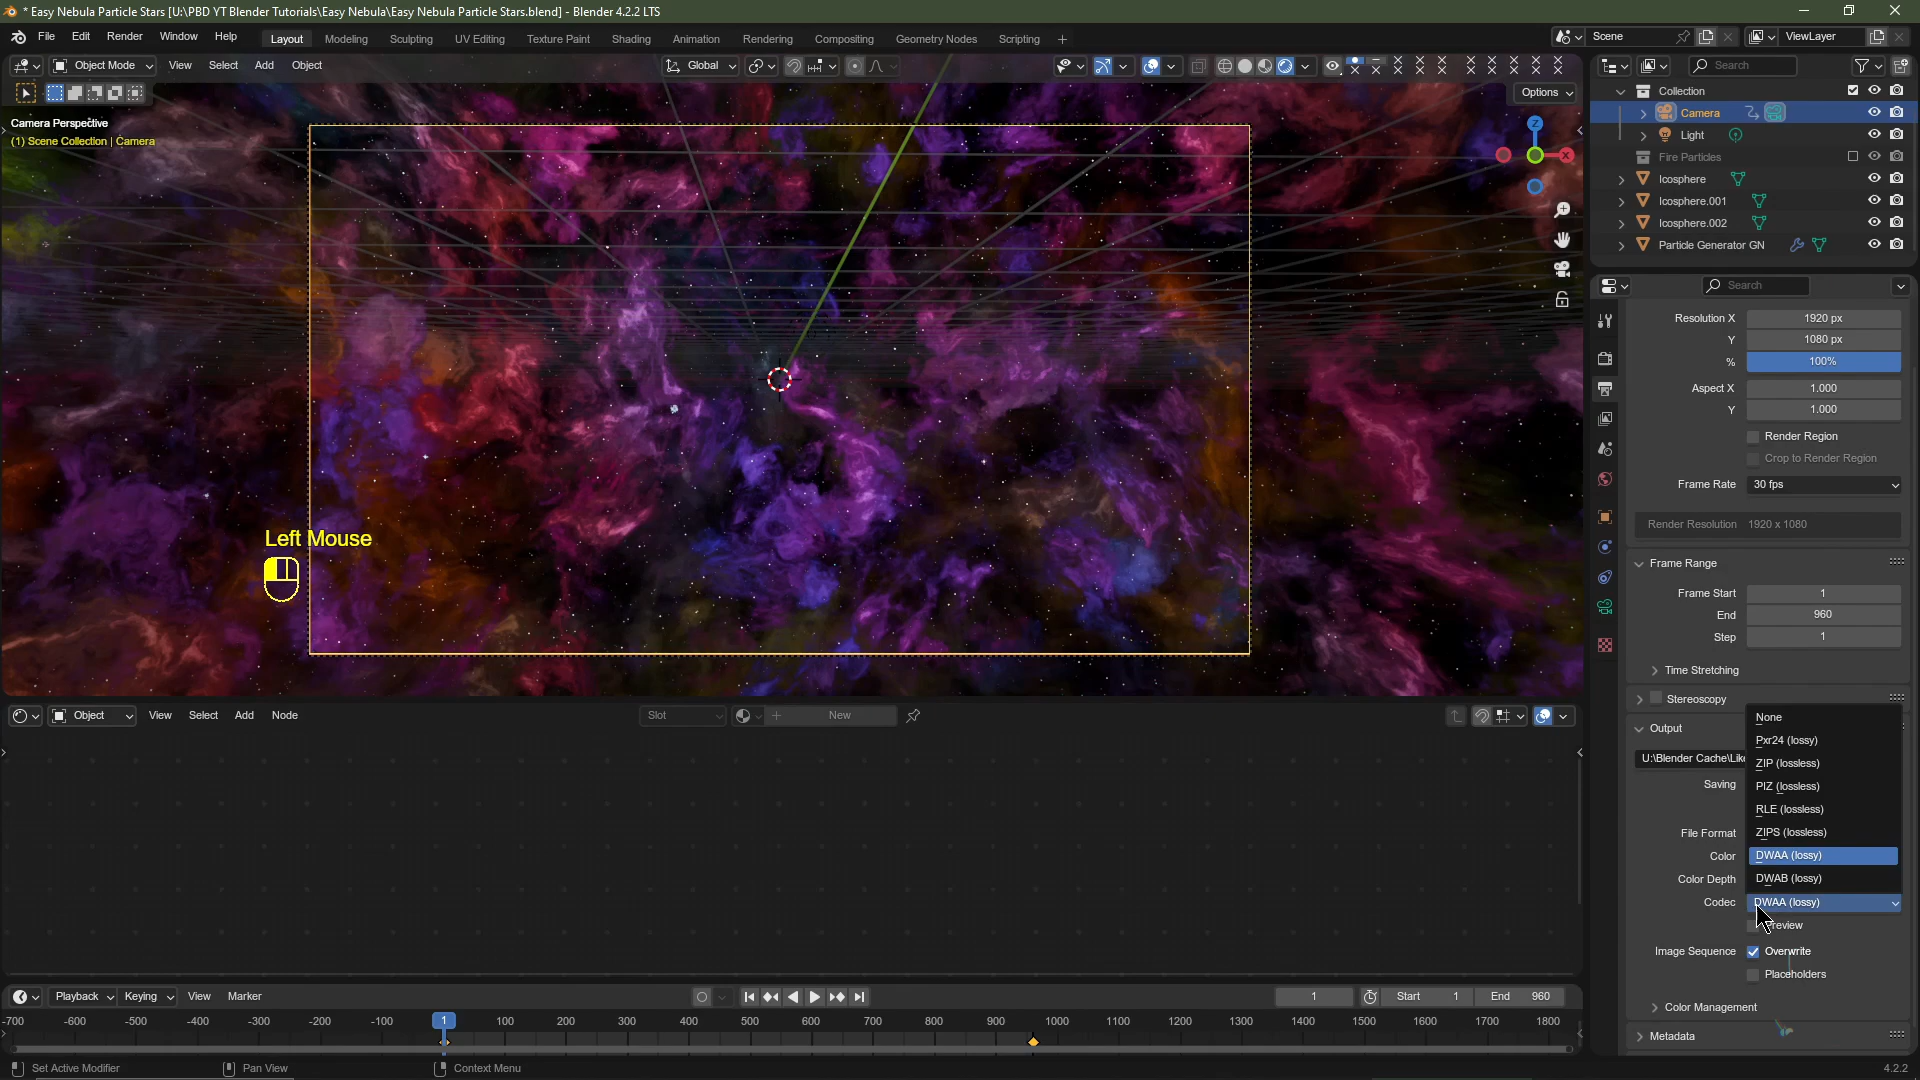 * Easy Nebula Particle Stars [U:\PBD YT Blender Tutorials\Easy Nebula\Easy Nebula Particle Stars.blend] - Blender 4.2.2 LTS
File Edit Render Window Help Layout Modeling Sculpting UV Editing Texture Paint Shading Animation Rendering Compositing Geometry Nodes Scripting + Scene ViewLayer
Object Mode View Select Add Object Global
Options
Camera Perspective
(1) Scene Collection | Camera
Z
X
Left Mouse
Search
Collection
Camera
Light
Fire Particles
Icosphere
Icosphere.001
Icosphere.002
Particle Generator GN
Search
Resolution X 1920 px
Y 1080 px
% 100%
Aspect X 1.000
Y 1.000
Render Region
Crop to Render Region
Frame Rate 30 fps
Render Resolution 1920 x 1080
Frame Range
Frame Start 1
End 960
Step 1
Time Stretching
Stereoscopy
Output
U:\Blender Cache\Lik
Saving
File Format
Color
Color Depth
Codec DWAA (lossy)
None
Pxr24 (lossy)
ZIP (lossless)
PIZ (lossless)
RLE (lossless)
ZIPS (lossless)
DWAA (lossy)
DWAB (lossy)
review
Image Sequence Overwrite
Placeholders
Color Management
Metadata
Object View Select Add Node Slot New
Playback Keying View Marker 1 Start 1 End 960
-700 -600 -500 -400 -300 -200 -100 1 100 200 300 400 500 600 700 800 900 1000 1100 1200 1300 1400 1500 1600 1700 1800
Set Active Modifier Pan View Context Menu 4.2.2